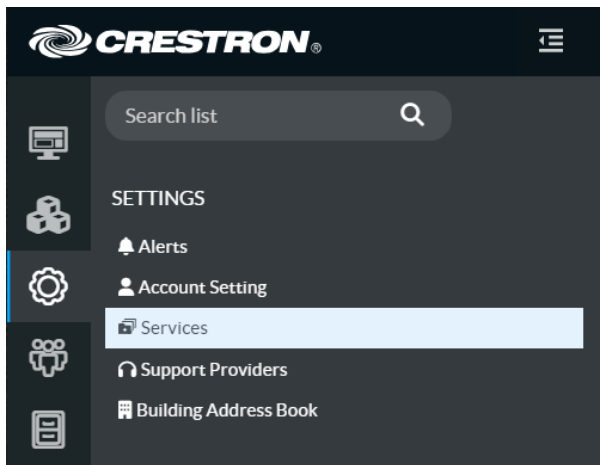 CRESTRON®
Search list
SETTINGS
Alerts
Account Setting
Services
Support Providers
Building Address Book